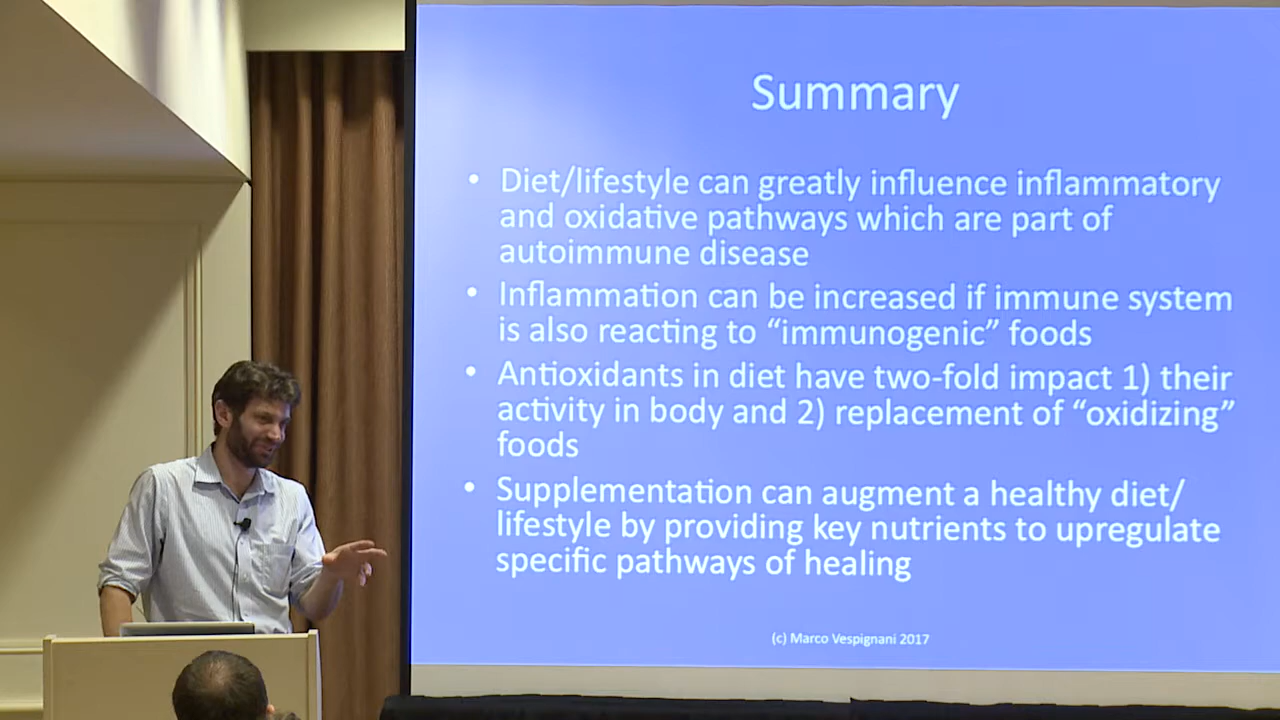 Summary
• Diet/lifestyle can greatly influence inflammatory
and oxidative pathways which are part of
autoimmune disease
• Inflammation can be increased if immune system
is also reacting to “immunogenic” foods
• Antioxidants in diet have two-fold impact 1) their
activity in body and 2) replacement of “oxidizing”
foods
• Supplementation can augment a healthy diet/
lifestyle by providing key nutrients to upregulate
specific pathways of healing
(c) Marco Vespignani 2017